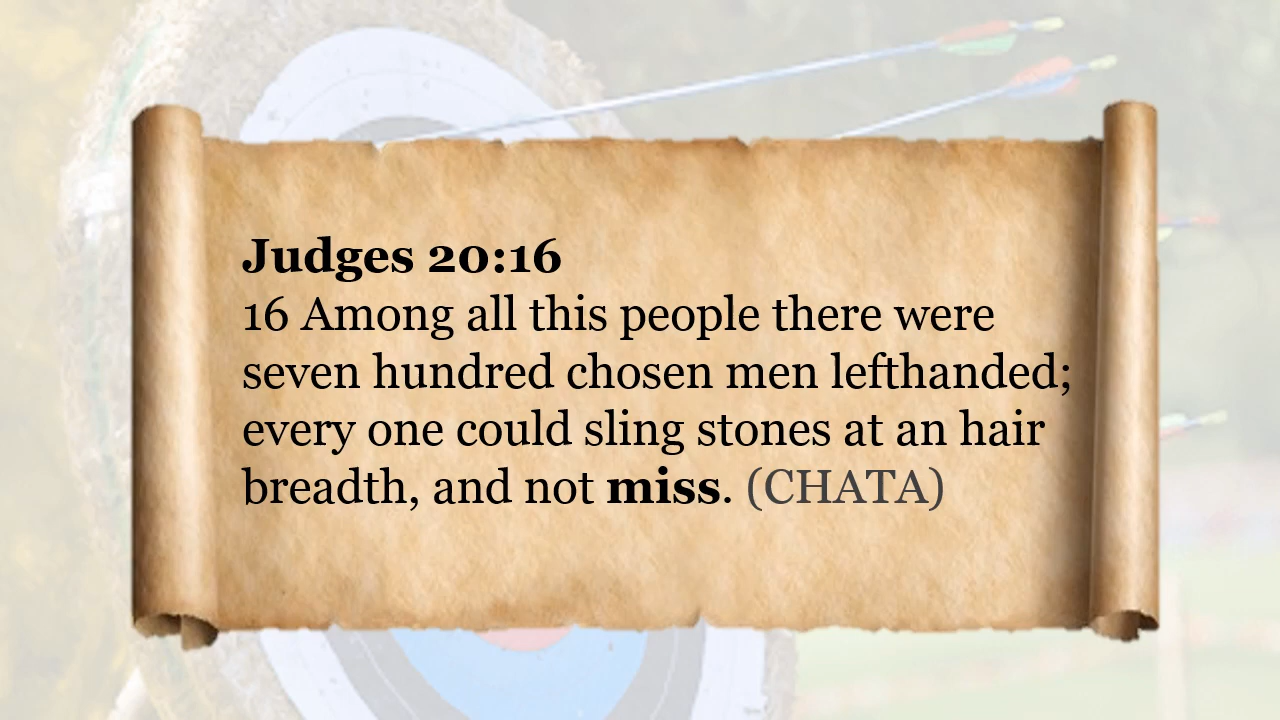 Judges 20:16
16 Among all this people there were
seven hundred chosen men lefthanded;
every one could sling stones at an hair
breadth, and not miss. (CHATA)